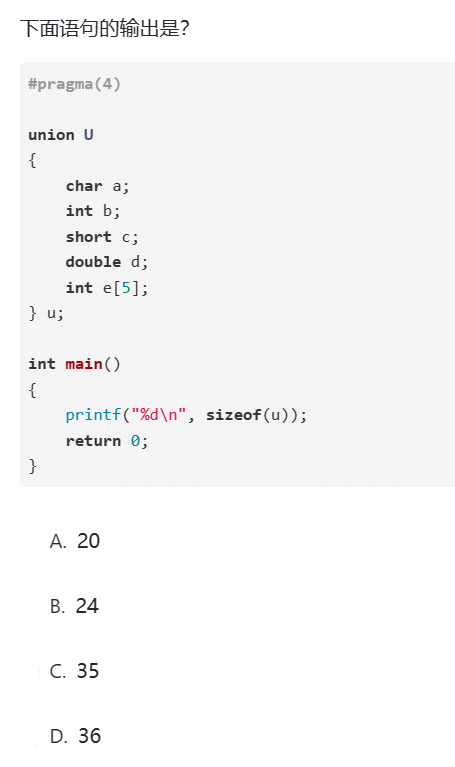 下面语句的输出是?
#pragma(4)
union U
{
    char a;
    int b;
    short c;
    double d;
    int e[5];
} u;
int main()
{
    printf("%d\n", sizeof(u));
    return 0;
}
A. 20
B. 24
C. 35
D. 36